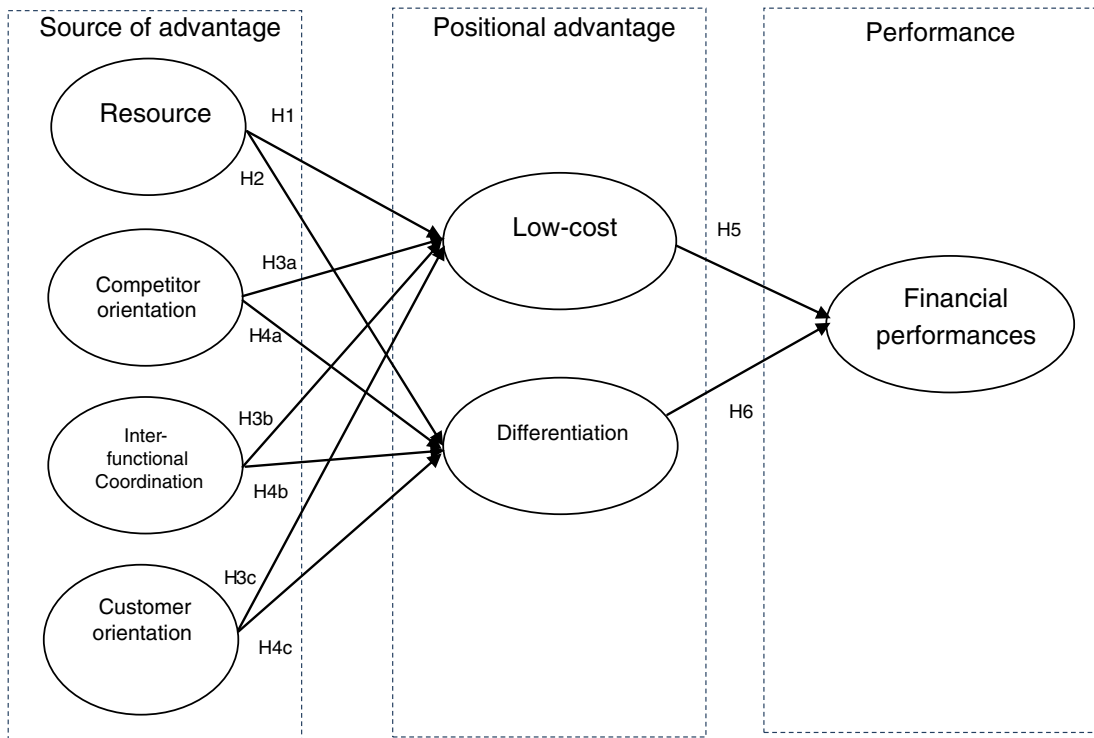 Source of advantage
Positional advantage
Performance
Resource
H1
H2
Low-cost
H5
Competitor
orientation
H3a
H4a
Financial
performances
Inter-
functional
Coordination
H3b
H4b
Differentiation
H6
Customer
orientation
H3c
H4c